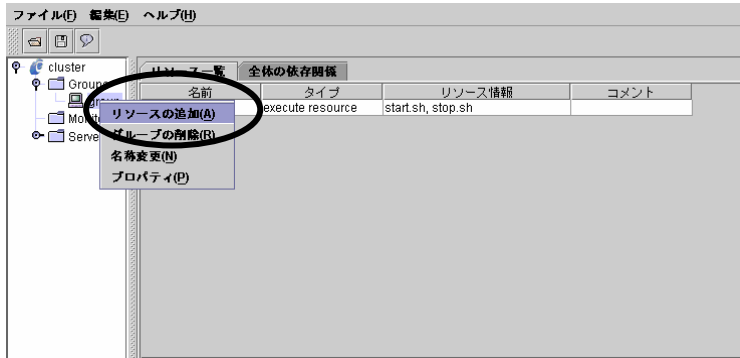 ファイル(F) 編集(E) ヘルプ(H)
cluster
リソース一覧 全体の依存関係
Groups
名前 タイプ リソース情報 コメント
group
execute resource start.sh, stop.sh
リソースの追加(A)
グループの削除(R)
Serve
名称変更(N)
プロパティ(P)